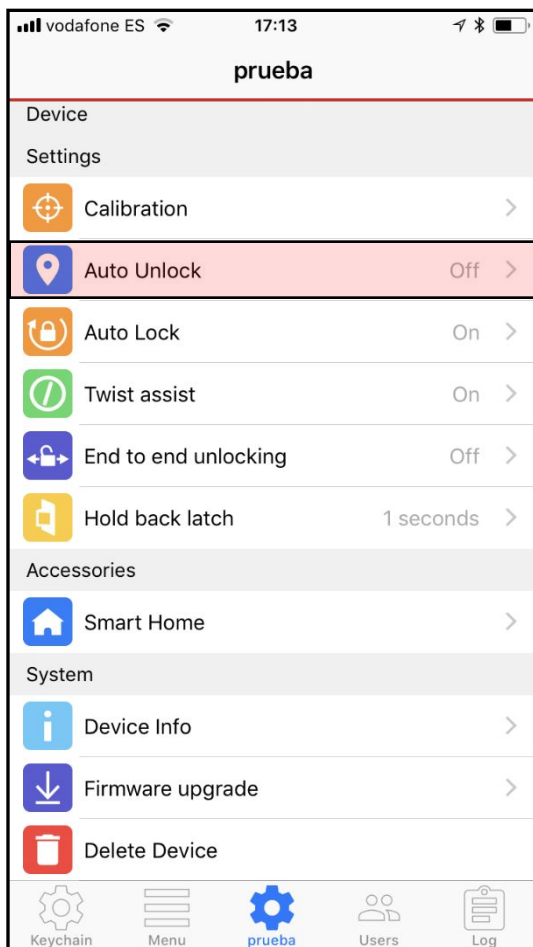 vodafone ES 17:13
prueba
Device
Settings
Calibration
Auto Unlock Off
Auto Lock On
Twist assist On
End to end unlocking Off
Hold back latch 1 seconds
Accessories
Smart Home
System
Device Info
Firmware upgrade
Delete Device
Keychain Menu prueba Users Log